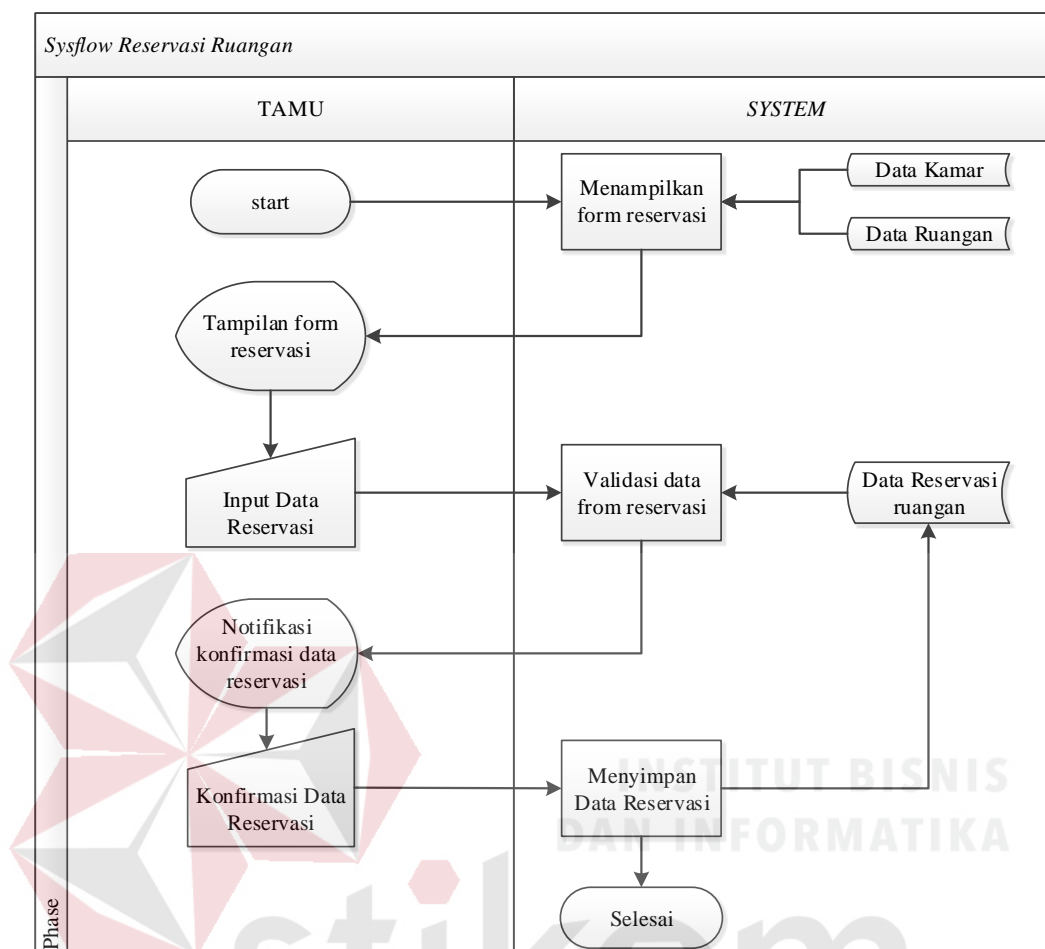 Sysflow Reservasi Ruangan
TAMU
SYSTEM
start
Menampilkan
form reservasi
Data Kamar
Data Ruangan
Tampilan form
reservasi
Input Data
Reservasi
Validasi data
from reservasi
Data Reservasi
ruangan
Notifikasi
konfirmasi data
reservasi
Konfirmasi Data
Reservasi
Menyimpan
Data Reservasi
INSTITUT BISNIS
DAN INFORMATIKA
Selesai
Phase
stikom